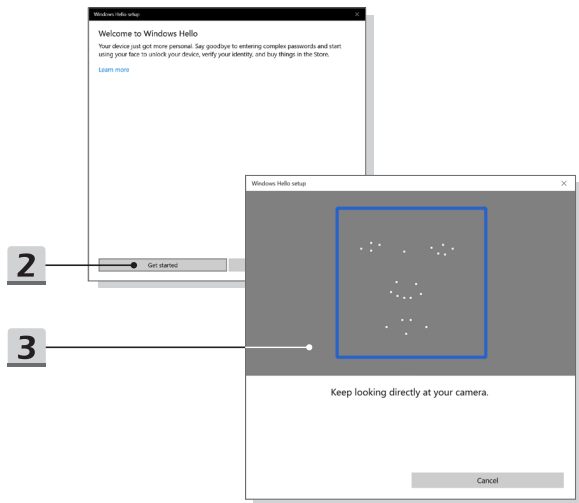 Windows Hello setup
Welcome to Windows Hello
Your device just got more personal. Say goodbye to entering complex passwords and start
using your face to unlock your device, verify your identity, and buy things in the Store.
Learn more
2
Get started
Windows Hello setup
3
Keep looking directly at your camera.
Cancel